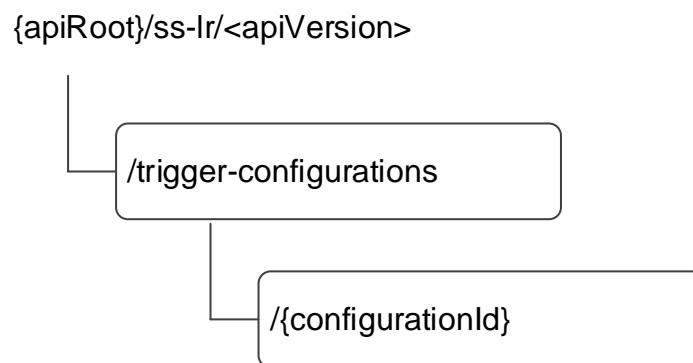 {apiRoot}/ss-lr/<apiVersion>
/trigger-configurations
/{configurationId}